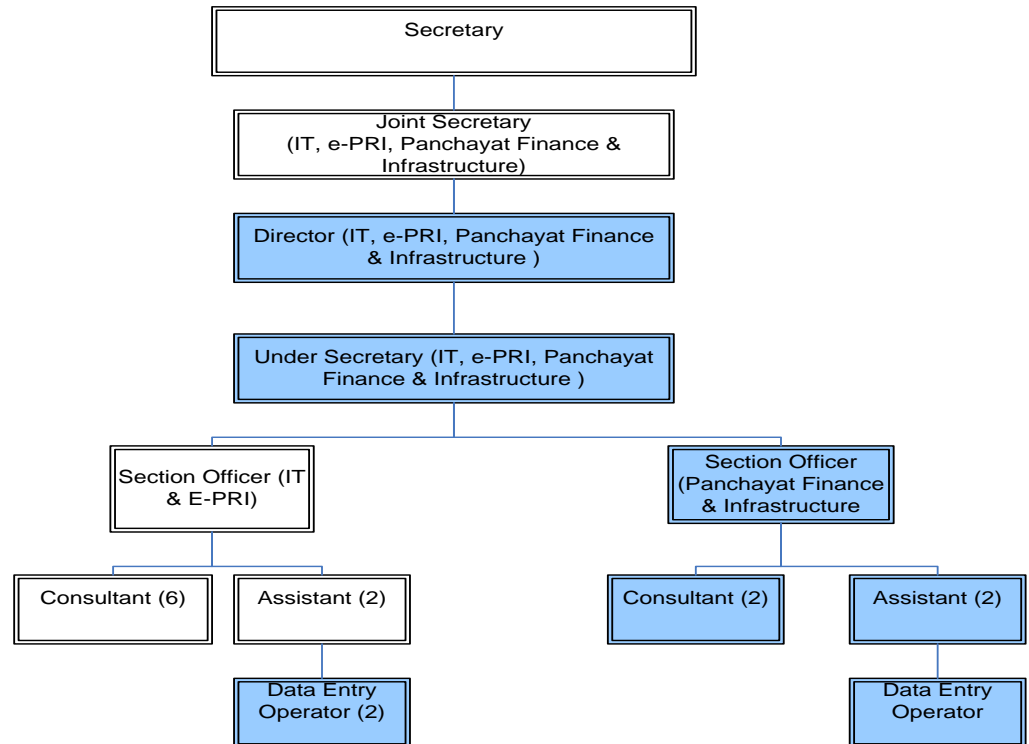 Secretary
Joint Secretary
(IT, e-PRI, Panchayat Finance &
Infrastructure)
Director (IT, e-PRI, Panchayat Finance
& Infrastructure )
Under Secretary (IT, e-PRI, Panchayat
Finance & Infrastructure )
Section Officer (IT
& E-PRI)
Section Officer
(Panchayat Finance
& Infrastructure
Consultant (6)
Assistant (2)
Consultant (2)
Assistant (2)
Data Entry
Operator (2)
Data Entry
Operator